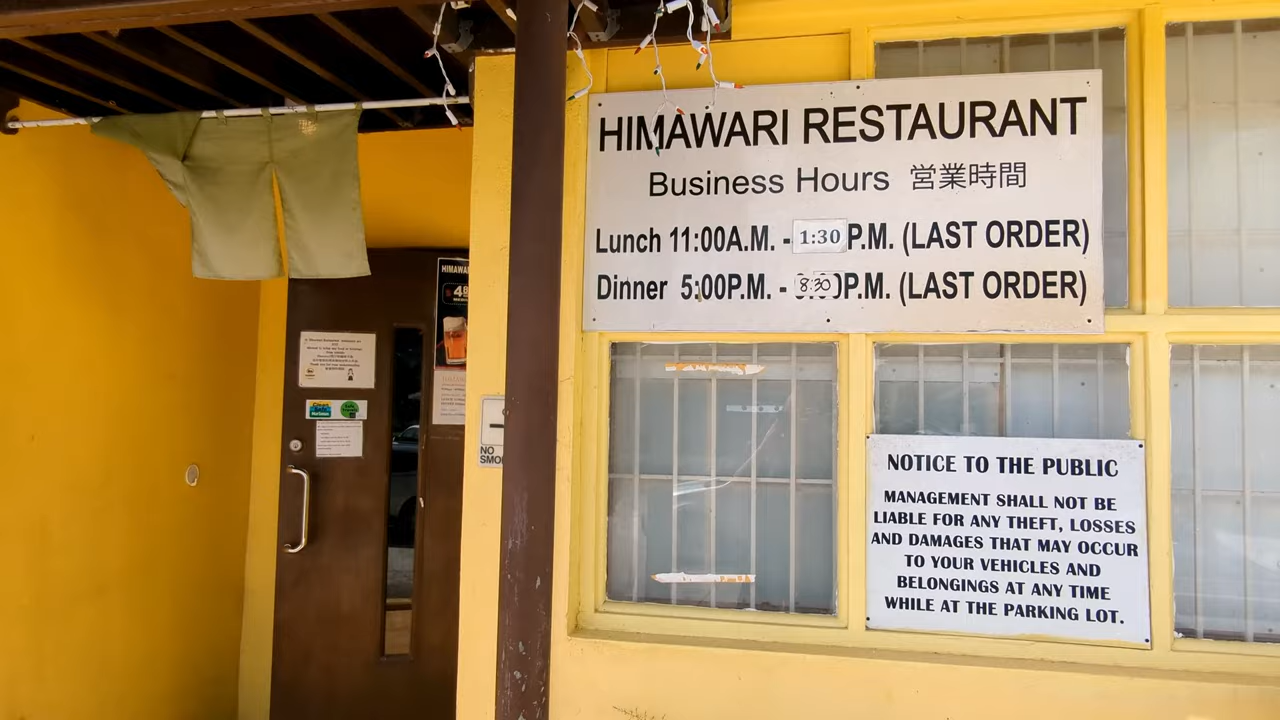 HIMAWARI RESTAURANT
Business Hours 営業時間
Lunch 11:00A.M. - 1:30 P.M. (LAST ORDER)
Dinner 5:00P.M. - 8:30 P.M. (LAST ORDER)
HIMAWA
NO
SMO
NOTICE TO THE PUBLIC
MANAGEMENT SHALL NOT BE
LIABLE FOR ANY THEFT, LOSSES
AND DAMAGES THAT MAY OCCUR
TO YOUR VEHICLES AND
BELONGINGS AT ANY TIME
WHILE AT THE PARKING LOT.